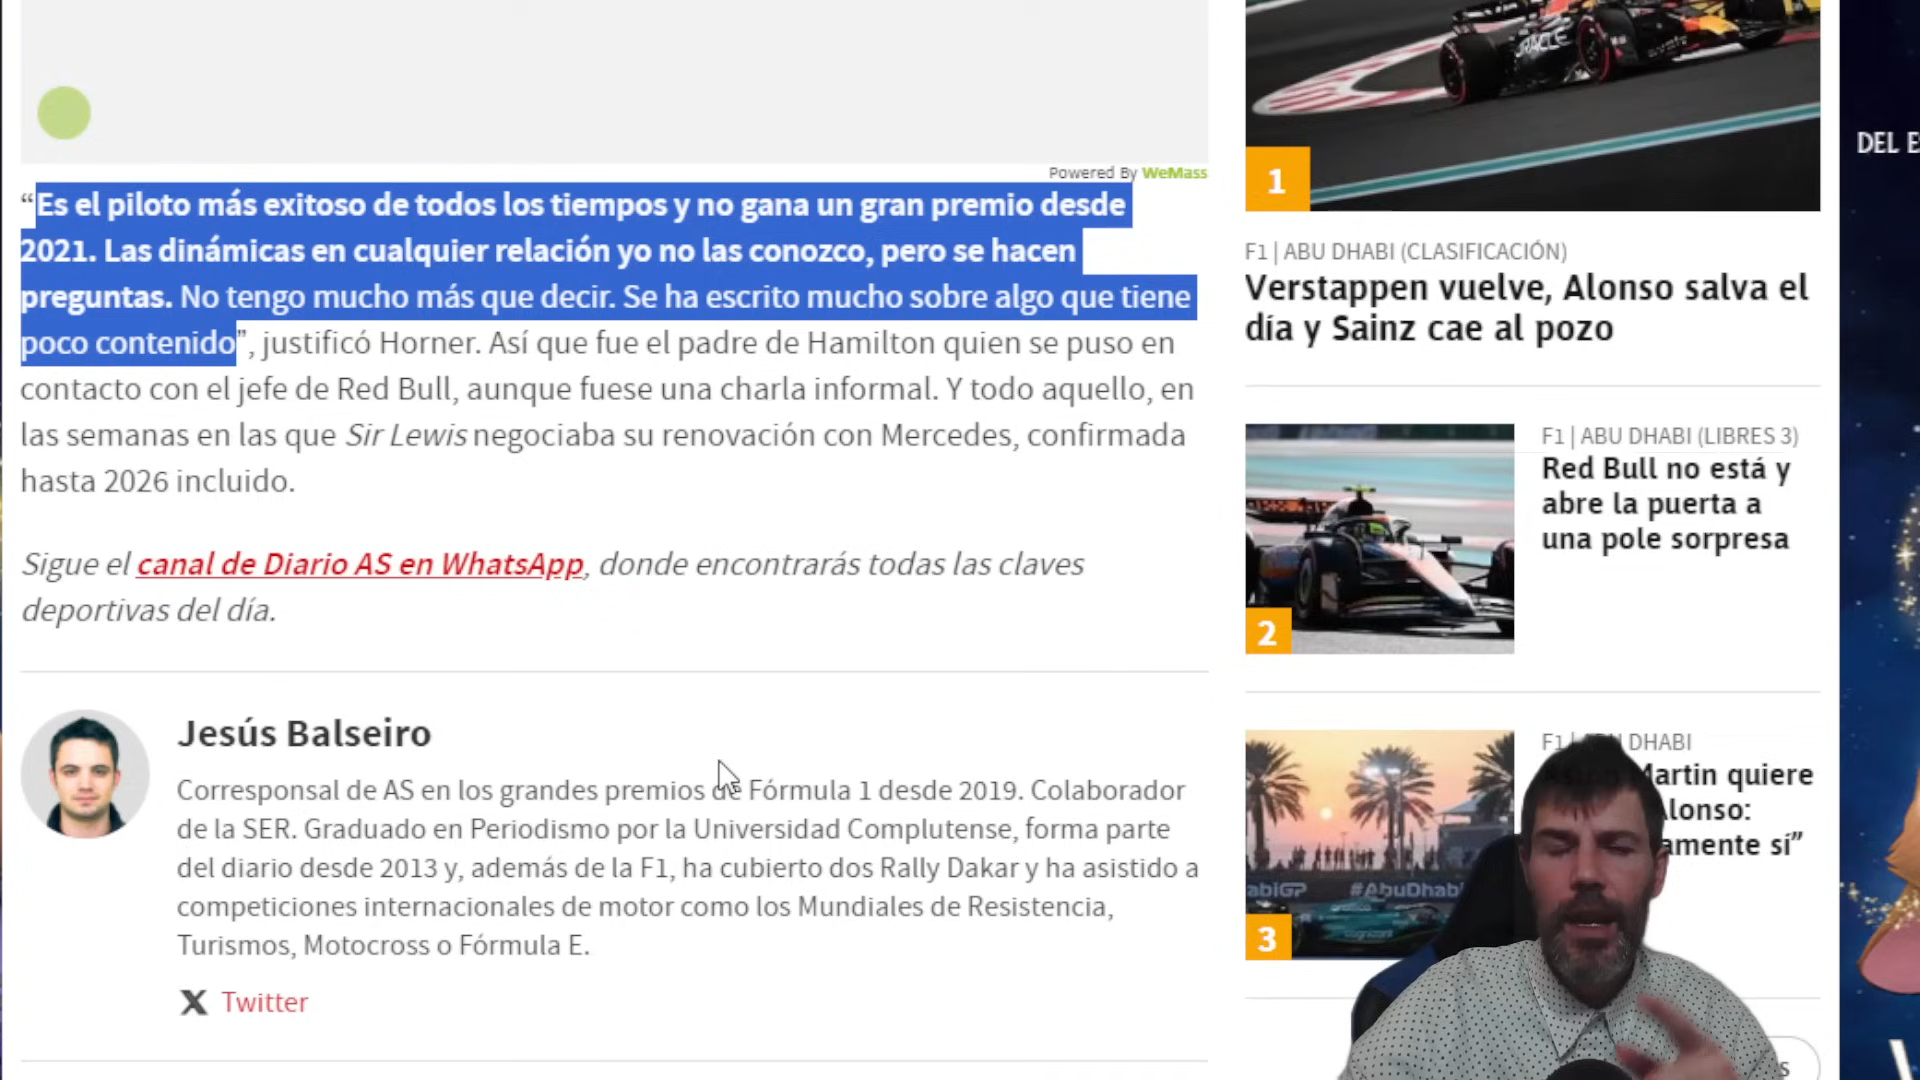 Powered By WeMass
“Es el piloto más exitoso de todos los tiempos y no gana un gran premio desde
2021. Las dinámicas en cualquier relación yo no las conozco, pero se hacen
preguntas. No tengo mucho más que decir. Se ha escrito mucho sobre algo que tiene
poco contenido”, justificó Horner. Así que fue el padre de Hamilton quien se puso en
contacto con el jefe de Red Bull, aunque fuese una charla informal. Y todo aquello, en
las semanas en las que Sir Lewis negociaba su renovación con Mercedes, confirmada
hasta 2026 incluido.
Sigue el canal de Diario AS en WhatsApp, donde encontrarás todas las claves
deportivas del día.
Jesús Balseiro
Corresponsal de AS en los grandes premios de Fórmula 1 desde 2019. Colaborador
de la SER. Graduado en Periodismo por la Universidad Complutense, forma parte
del diario desde 2013 y, además de la F1, ha cubierto dos Rally Dakar y ha asistido a
competiciones internacionales de motor como los Mundiales de Resistencia,
Turismos, Motocross o Fórmula E.
X Twitter
ORACLE
1
F1 | ABU DHABI (CLASIFICACIÓN)
Verstappen vuelve, Alonso salva el
día y Sainz cae al pozo
2
F1 | ABU DHABI (LIBRES 3)
Red Bull no está y
abre la puerta a
una pole sorpresa
abiGP #AbuDhabi
3
F1 DHABI
Martin quiere
Alonso:
amente sí”
DEL E